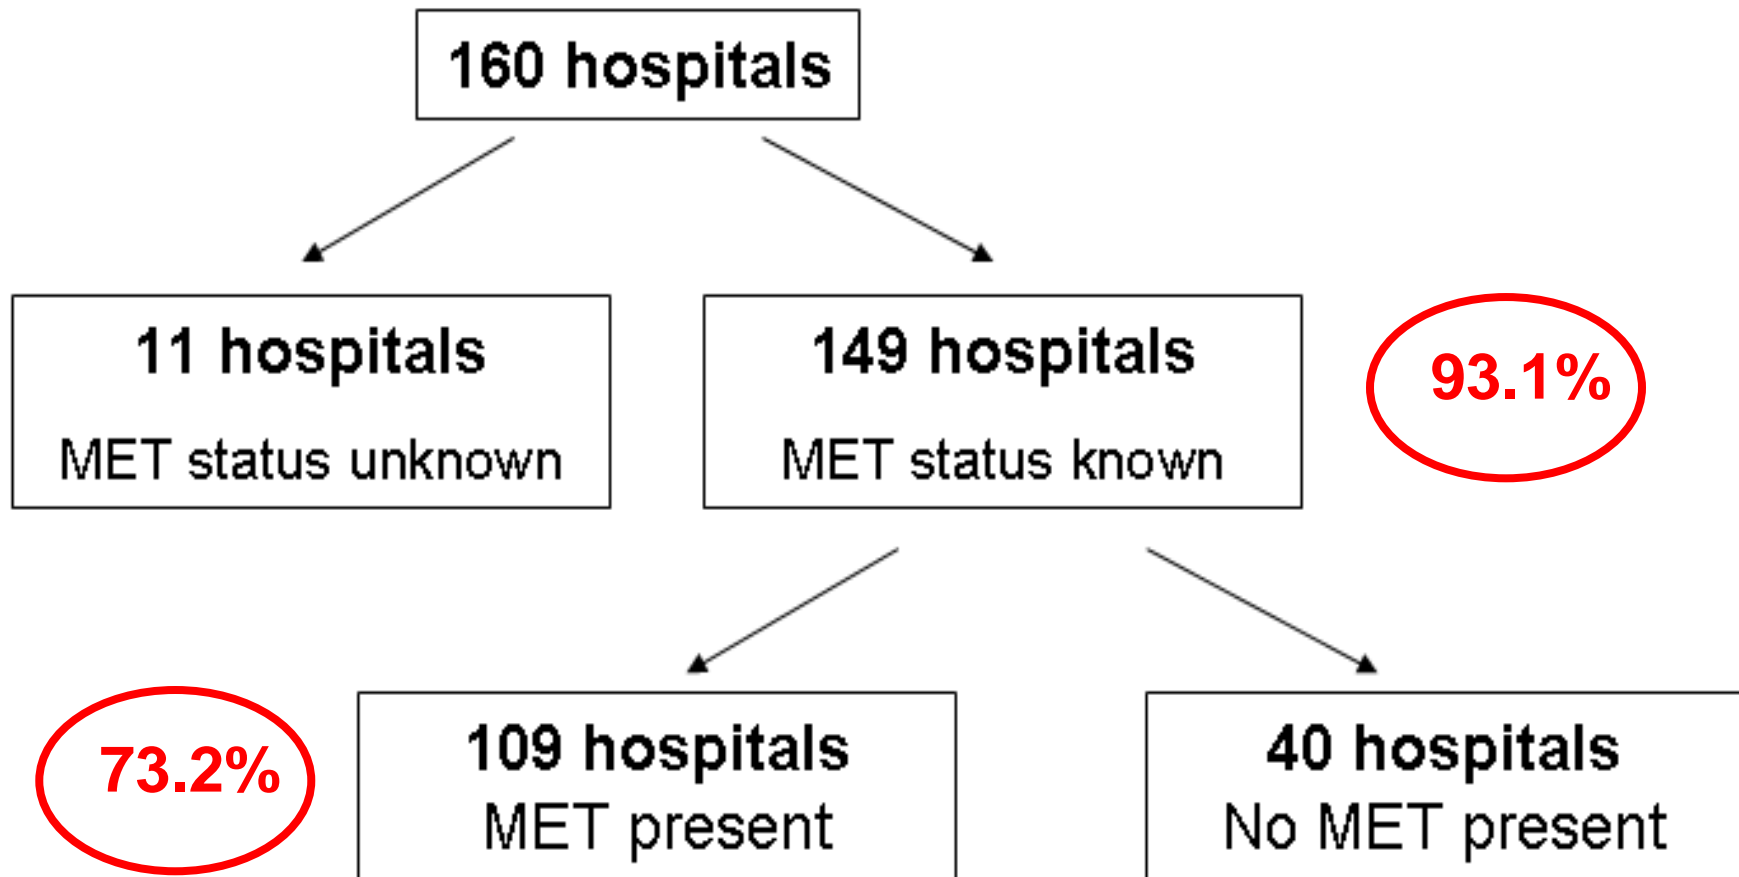 160 hospitals
11 hospitals
MET status unknown
149 hospitals
MET status known
93.1%
73.2%
109 hospitals
MET present
40 hospitals
No MET present